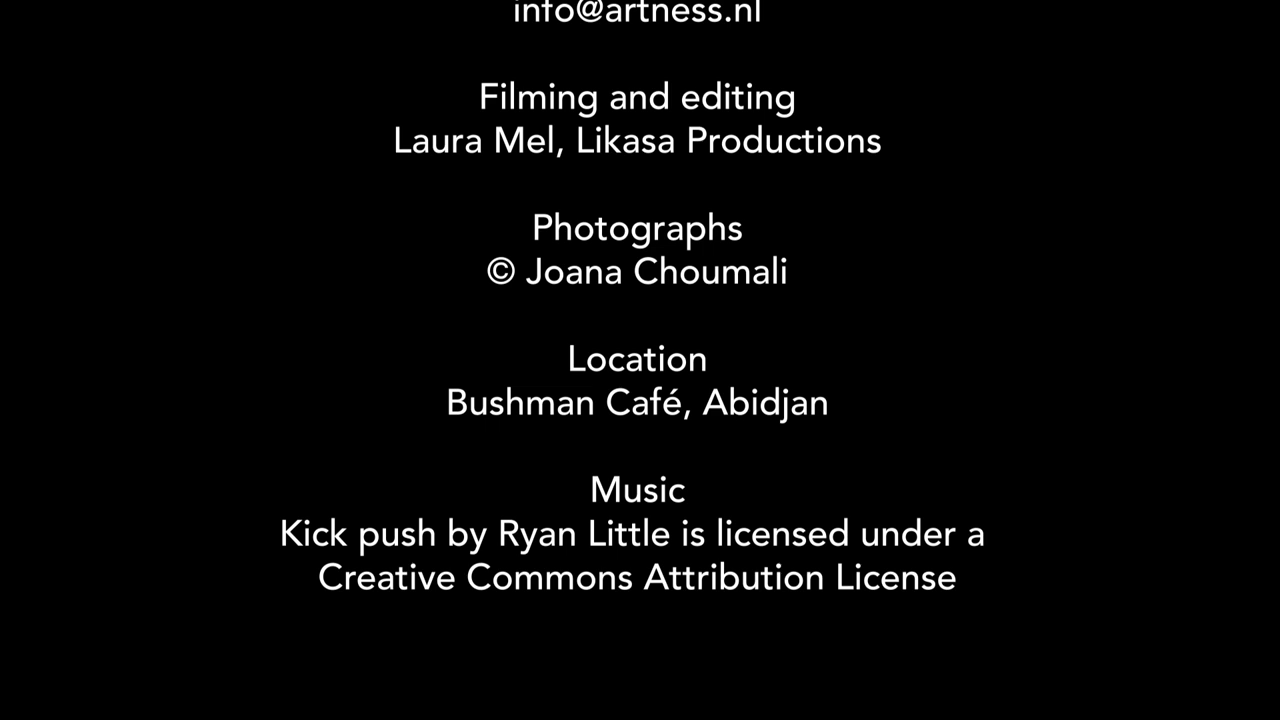 info@artness.nl
Filming and editing
Laura Mel, Likasa Productions
Photographs
© Joana Choumali
Location
Bushman Café, Abidjan
Music
Kick push by Ryan Little is licensed under a
Creative Commons Attribution License